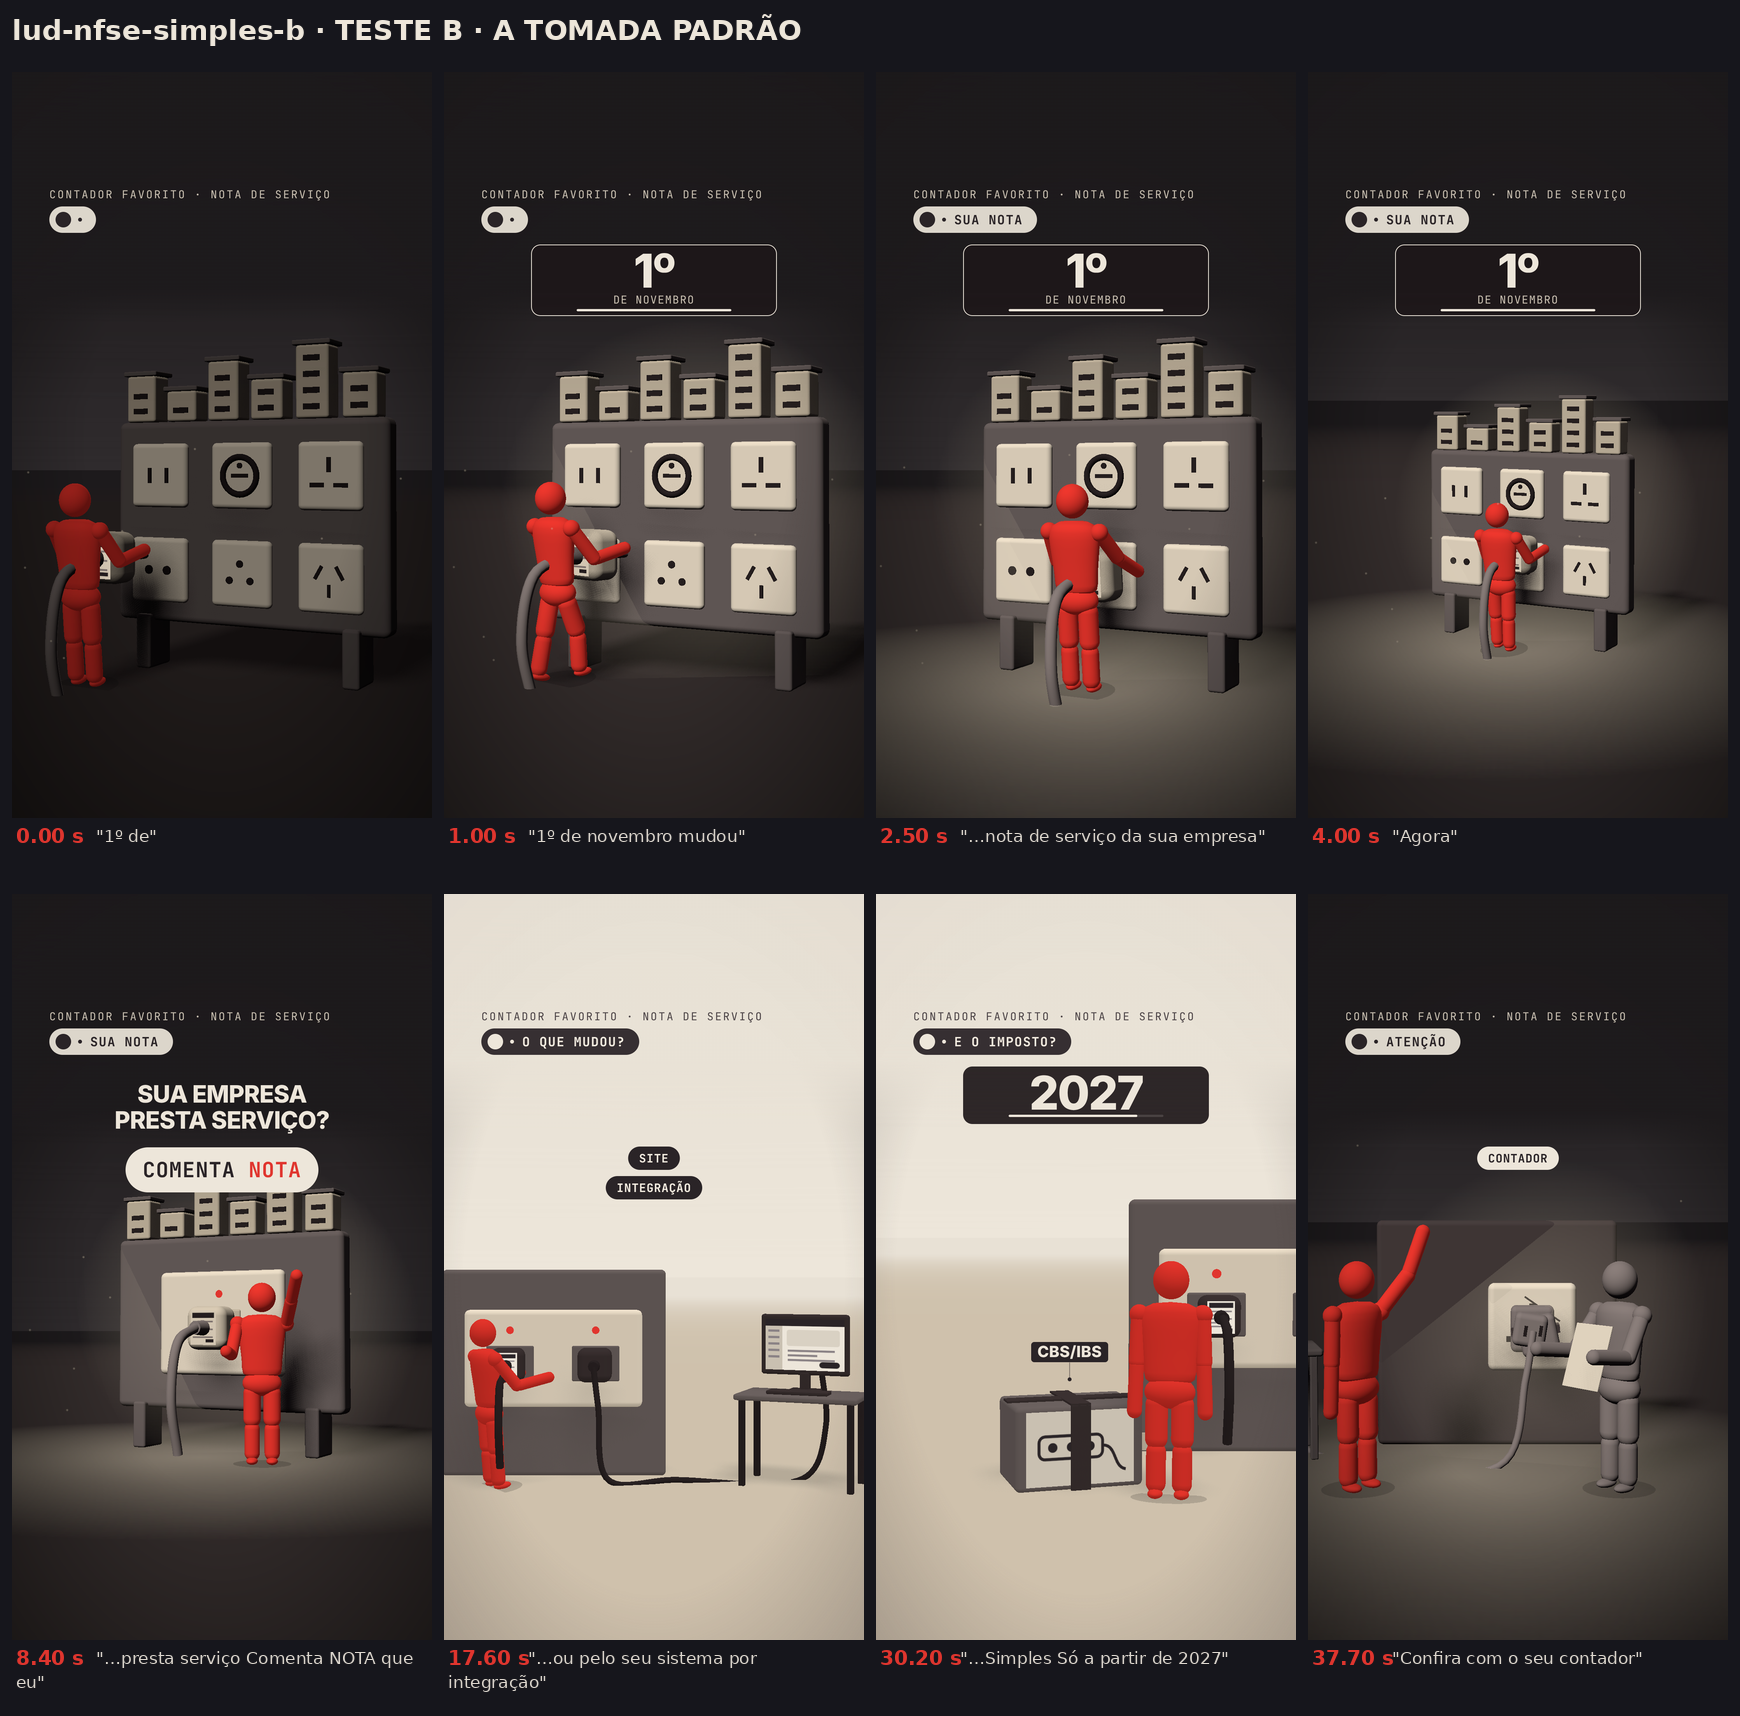 lud-nfse-simples-b · TESTE B · A TOMADA PADRÃO
CONTADOR FAVORITO · NOTA DE SERVIÇO
CONTADOR FAVORITO · NOTA DE SERVIÇO
1º
DE NOVEMBRO
CONTADOR FAVORITO · NOTA DE SERVIÇO
• SUA NOTA
1º
DE NOVEMBRO
CONTADOR FAVORITO · NOTA DE SERVIÇO
• SUA NOTA
1º
DE NOVEMBRO
0.00 s "1º de"
1.00 s "1º de novembro mudou"
2.50 s "...nota de serviço da sua empresa"
4.00 s "Agora"
CONTADOR FAVORITO · NOTA DE SERVIÇO
• SUA NOTA
SUA EMPRESA
PRESTA SERVIÇO?
COMENTA NOTA
CONTADOR FAVORITO · NOTA DE SERVIÇO
• O QUE MUDOU?
SITE
INTEGRAÇÃO
CONTADOR FAVORITO · NOTA DE SERVIÇO
• E O IMPOSTO?
2027
CBS/IBS
CONTADOR FAVORITO · NOTA DE SERVIÇO
• ATENÇÃO
CONTADOR
8.40 s "...presta serviço Comenta NOTA que
eu"
17.60 s "...ou pelo seu sistema por
integração"
30.20 s "...Simples Só a partir de 2027"
37.70 s "Confira com o seu contador"